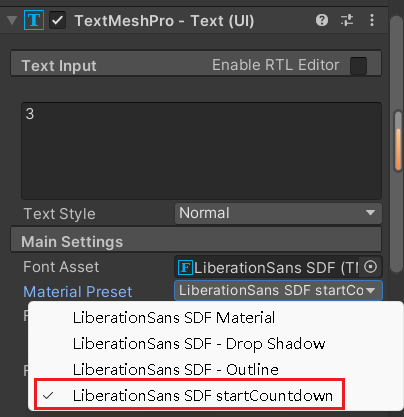 TextMeshPro - Text (UI)
Text Input Enable RTL Editor
3
Text Style Normal
Main Settings
Font Asset LiberationSans SDF (TM
Material Preset LiberationSans SDF startCo
LiberationSans SDF Material
LiberationSans SDF - Drop Shadow
LiberationSans SDF - Outline
LiberationSans SDF startCountdown